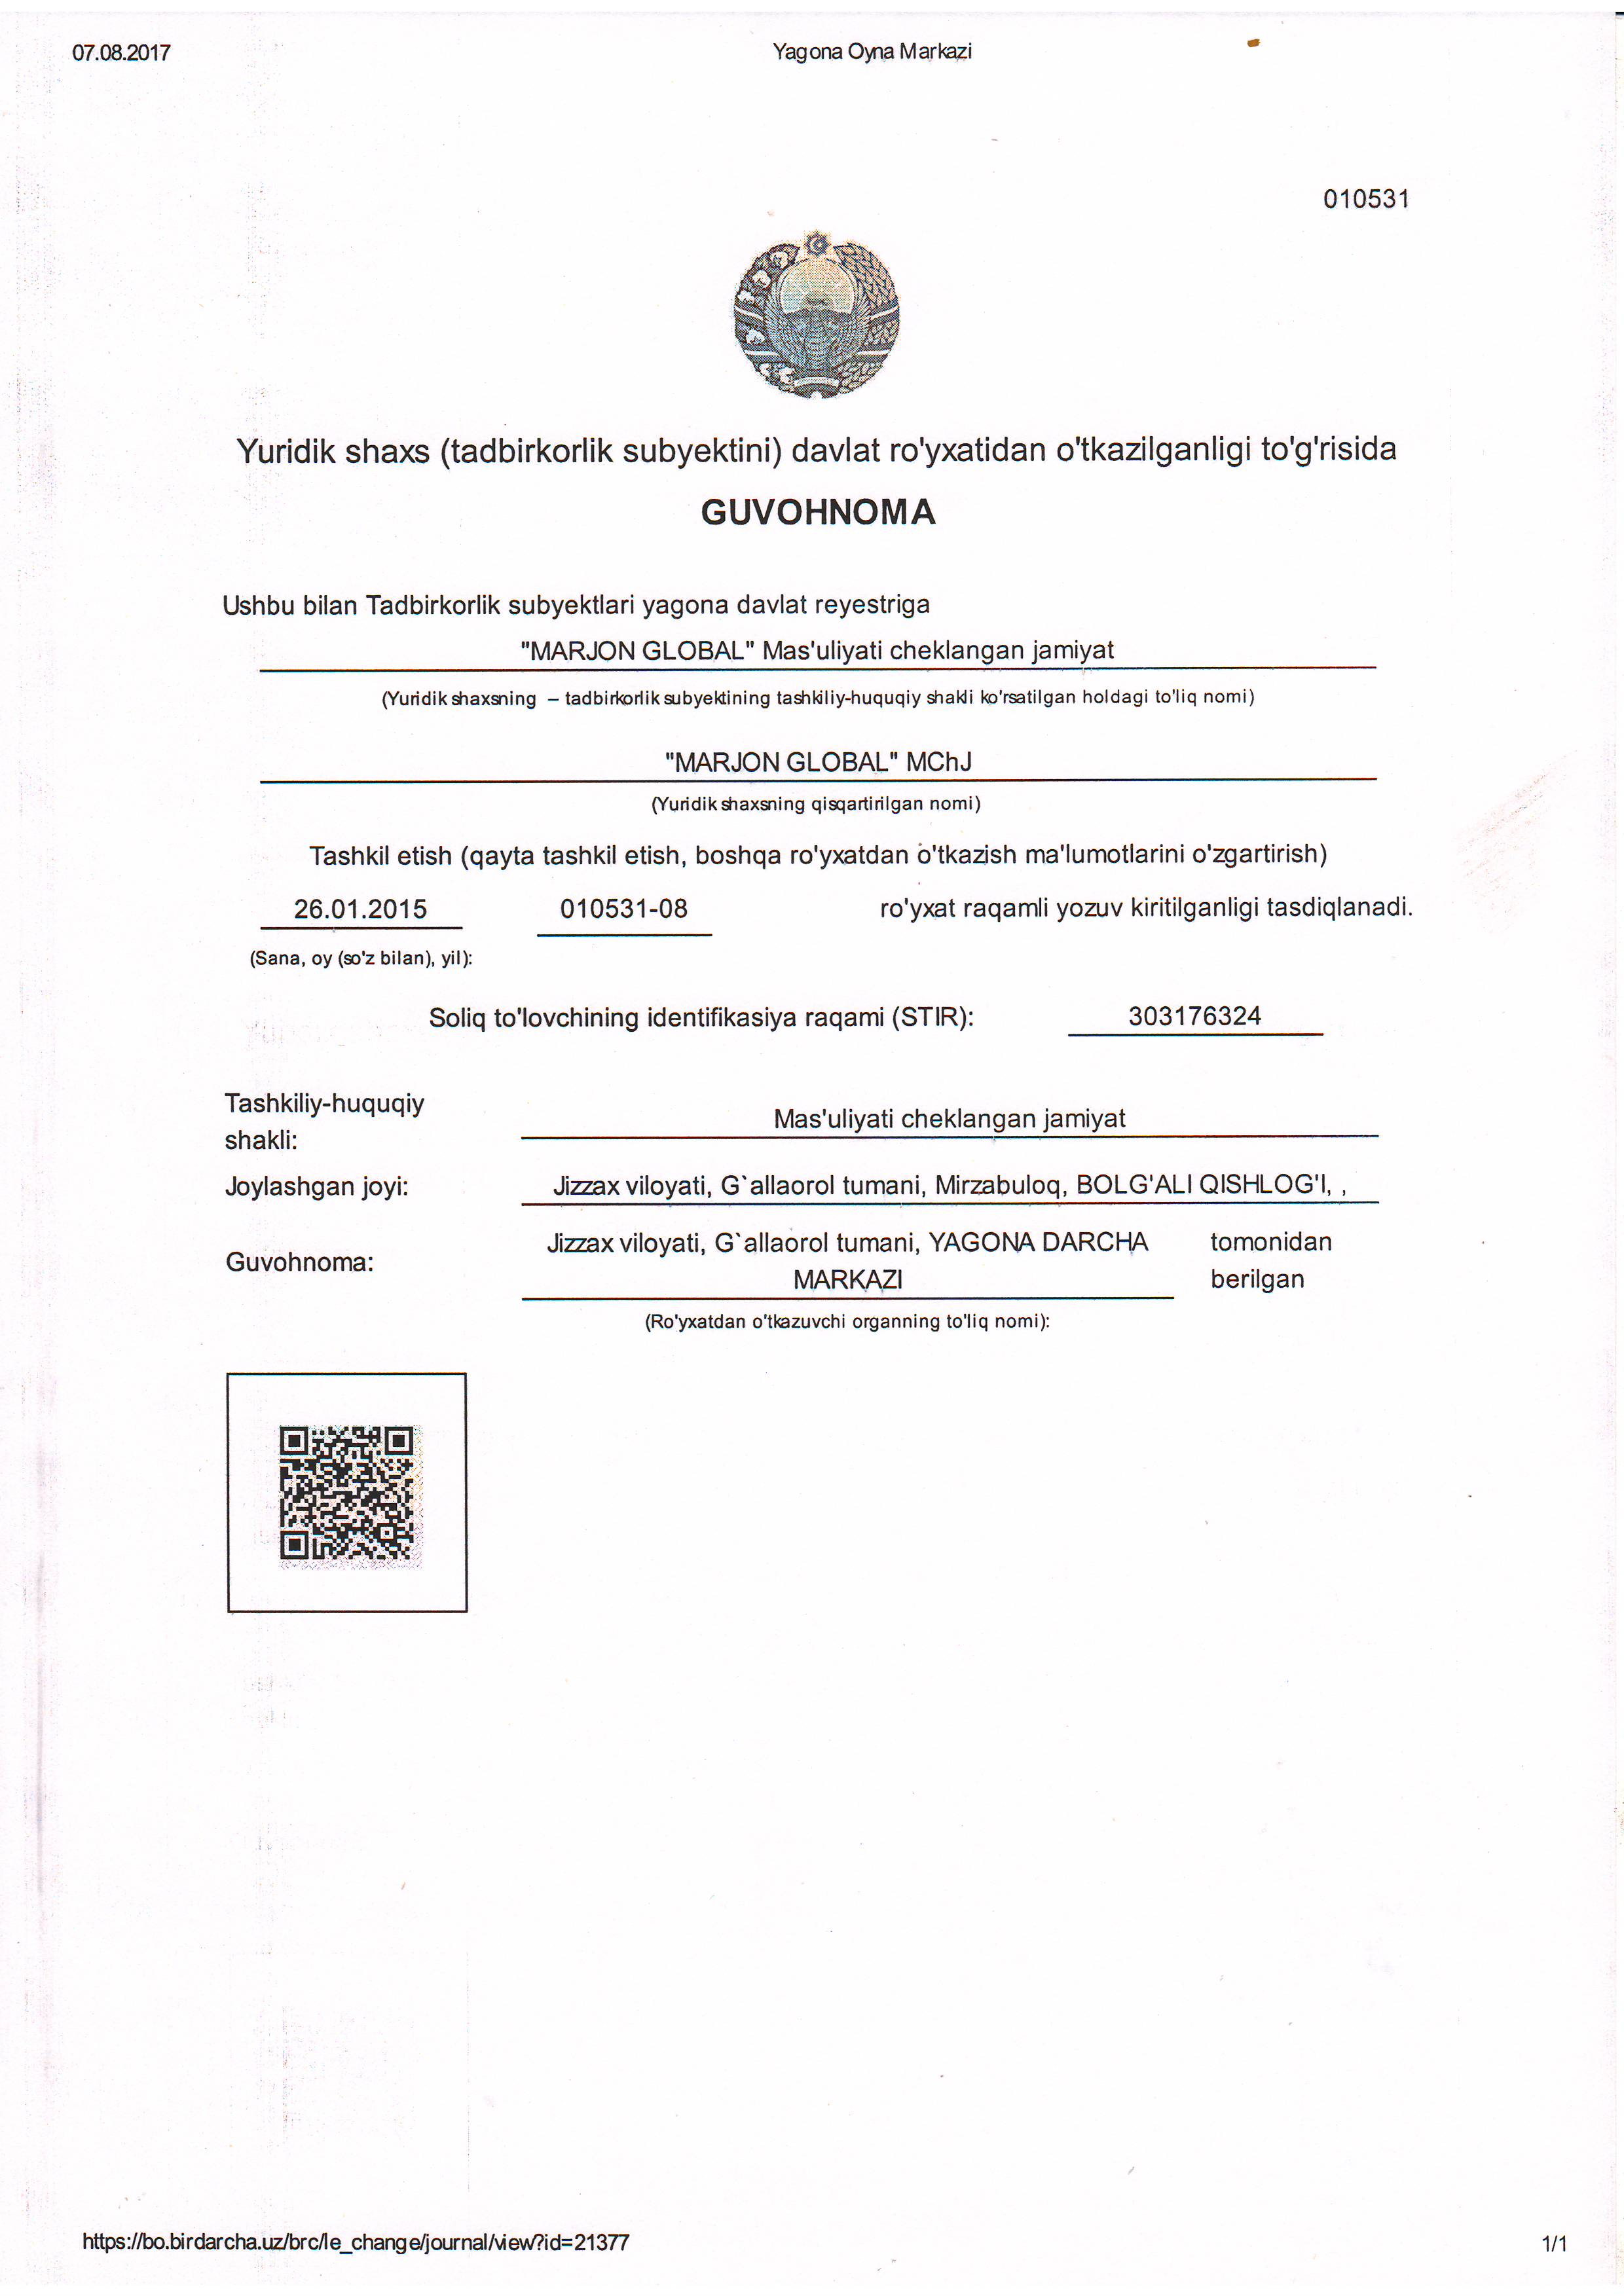 07.08.2017 Yagona Oyna Markazi
010531
Yuridik shaxs (tadbirkorlik subyektini) davlat ro'yxatidan o'tkazilganligi to'g'risida
GUVOHNOMA
Ushbu bilan Tadbirkorlik subyektlari yagona davlat reyestriga
"MARJON GLOBAL" Mas'uliyati cheklangan jamiyat
(Yuridik shaxsning – tadbirkorlik subyektining tashkiliy-huquqiy shakli ko'rsatilgan holdagi to'liq nomi)
"MARJON GLOBAL" MChJ
(Yuridik shaxsning qisqartirilgan nomi)
Tashkil etish (qayta tashkil etish, boshqa ro'yxatdan o'tkazish ma'lumotlarini o'zgartirish)
26.01.2015 010531-08 ro'yxat raqamli yozuv kiritilganligi tasdiqlanadi.
(Sana, oy (so'z bilan), yil):
Soliq to'lovchining identifikasiya raqami (STIR): 303176324
Tashkiliy-huquqiy
shakli:
Mas'uliyati cheklangan jamiyat
Joylashgan joyi: Jizzax viloyati, G`allaorol tumani, Mirzabuloq, BOLG'ALI QISHLOG'I, ,
Guvohnoma:
Jizzax viloyati, G`allaorol tumani, YAGONA DARCHA
MARKAZI
tomonidan
berilgan
(Ro'yxatdan o'tkazuvchi organning to'liq nomi):
https://bo.birdarcha.uz/brc/le_change/journal/view?id=21377 1/1